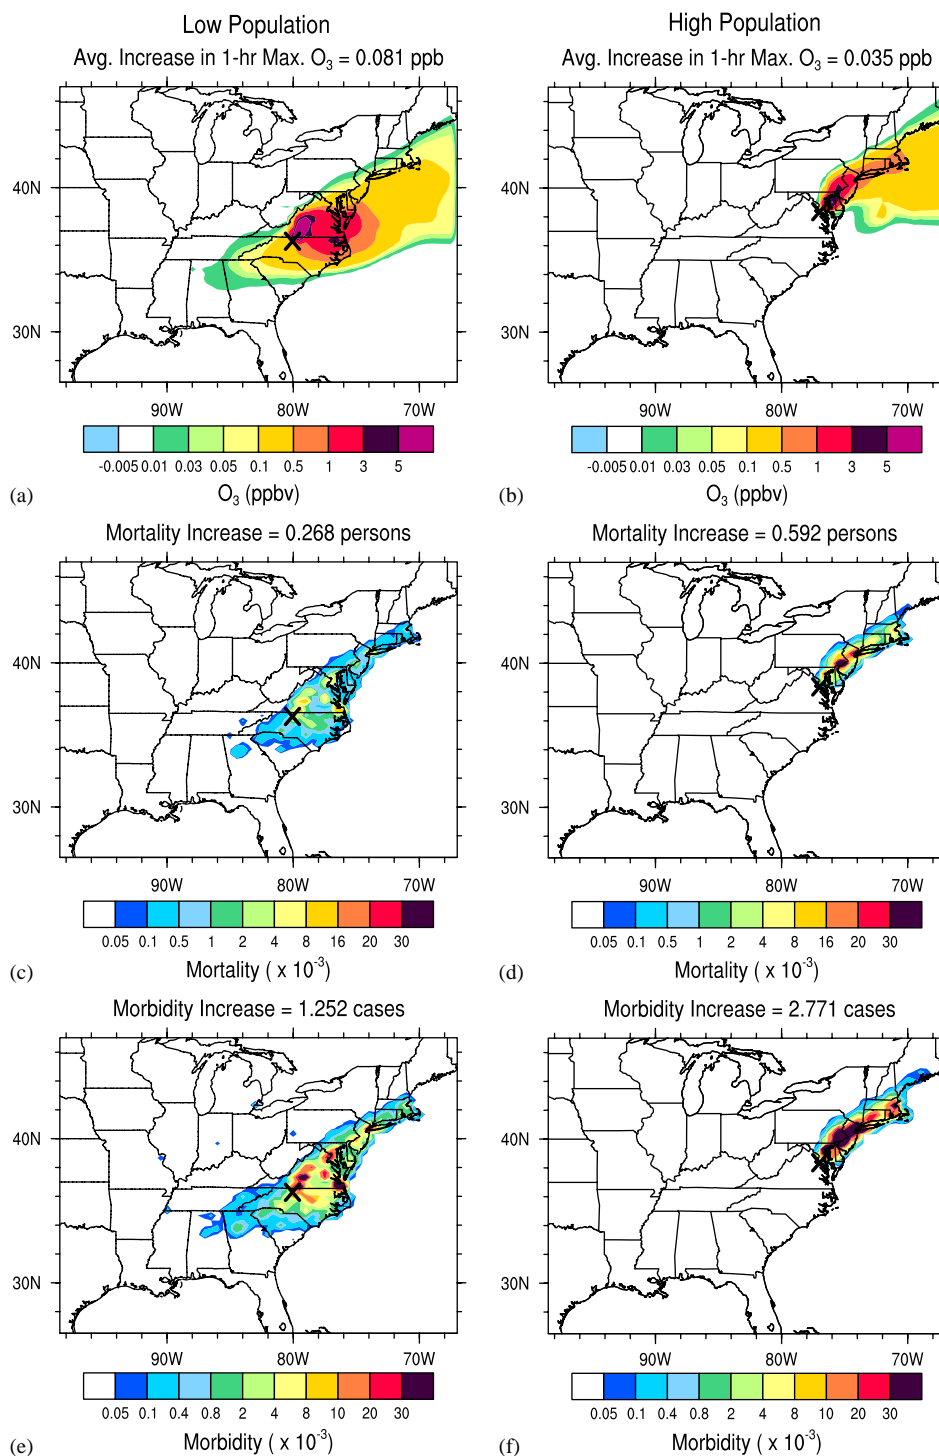 Low Population
High Population
Avg. Increase in 1-hr Max. O3 = 0.081 ppb
Avg. Increase in 1-hr Max. O3 = 0.035 ppb
40N
30N
90W 80W 70W
40N
30N
90W 80W 70W
-0.005 0.01 0.03 0.05 0.1 0.5 1 3 5
-0.005 0.01 0.03 0.05 0.1 0.5 1 3 5
(a)
O3 (ppbv)
(b)
O3 (ppbv)
Mortality Increase = 0.268 persons
Mortality Increase = 0.592 persons
40N
30N
90W 80W 70W
40N
30N
90W 80W 70W
0.05 0.1 0.5 1 2 4 8 16 20 30
0.05 0.1 0.5 1 2 4 8 16 20 30
(c)
Mortality ( x 10-3)
(d)
Mortality ( x 10-3)
Morbidity Increase = 1.252 cases
Morbidity Increase = 2.771 cases
40N
30N
90W 80W 70W
40N
30N
90W 80W 70W
0.05 0.1 0.4 0.8 2 4 8 10 20 30
0.05 0.1 0.4 0.8 2 4 8 10 20 30
(e)
Morbidity ( x 10-3)
(f)
Morbidity ( x 10-3)